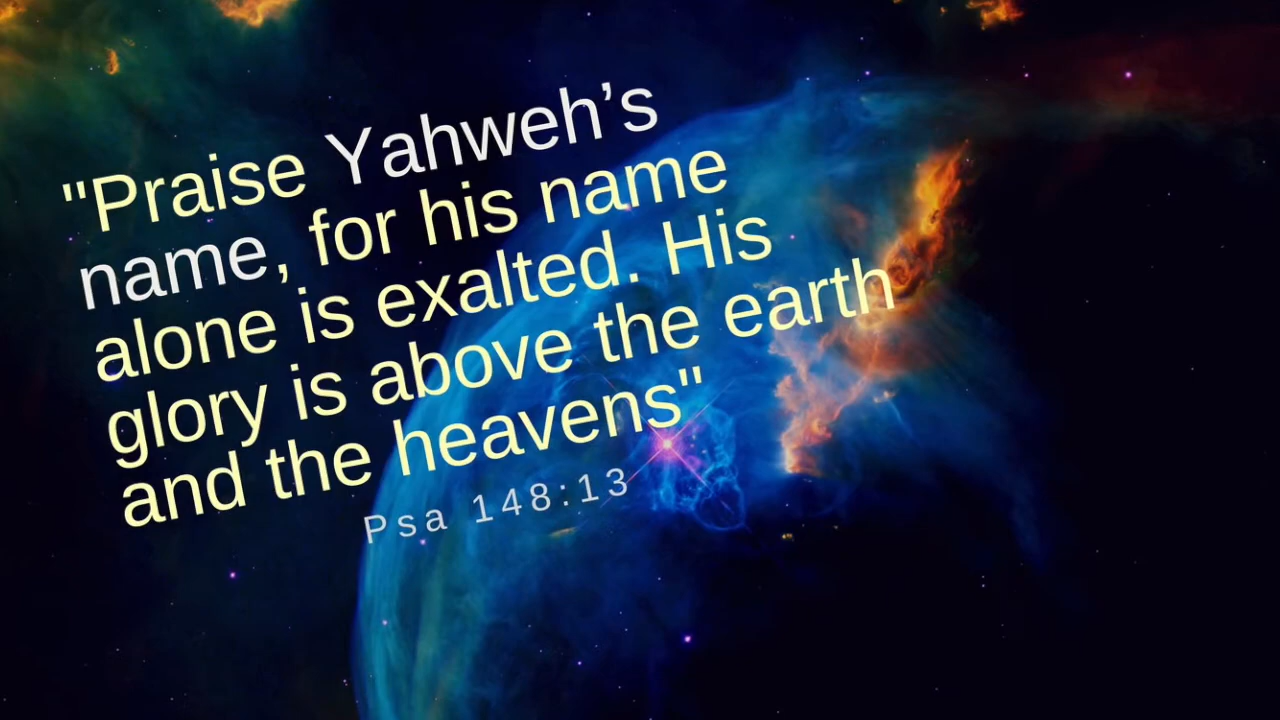 "Praise Yahweh’s
name, for his name
alone is exalted. His
glory is above the earth
and the heavens"
Psa 148:13